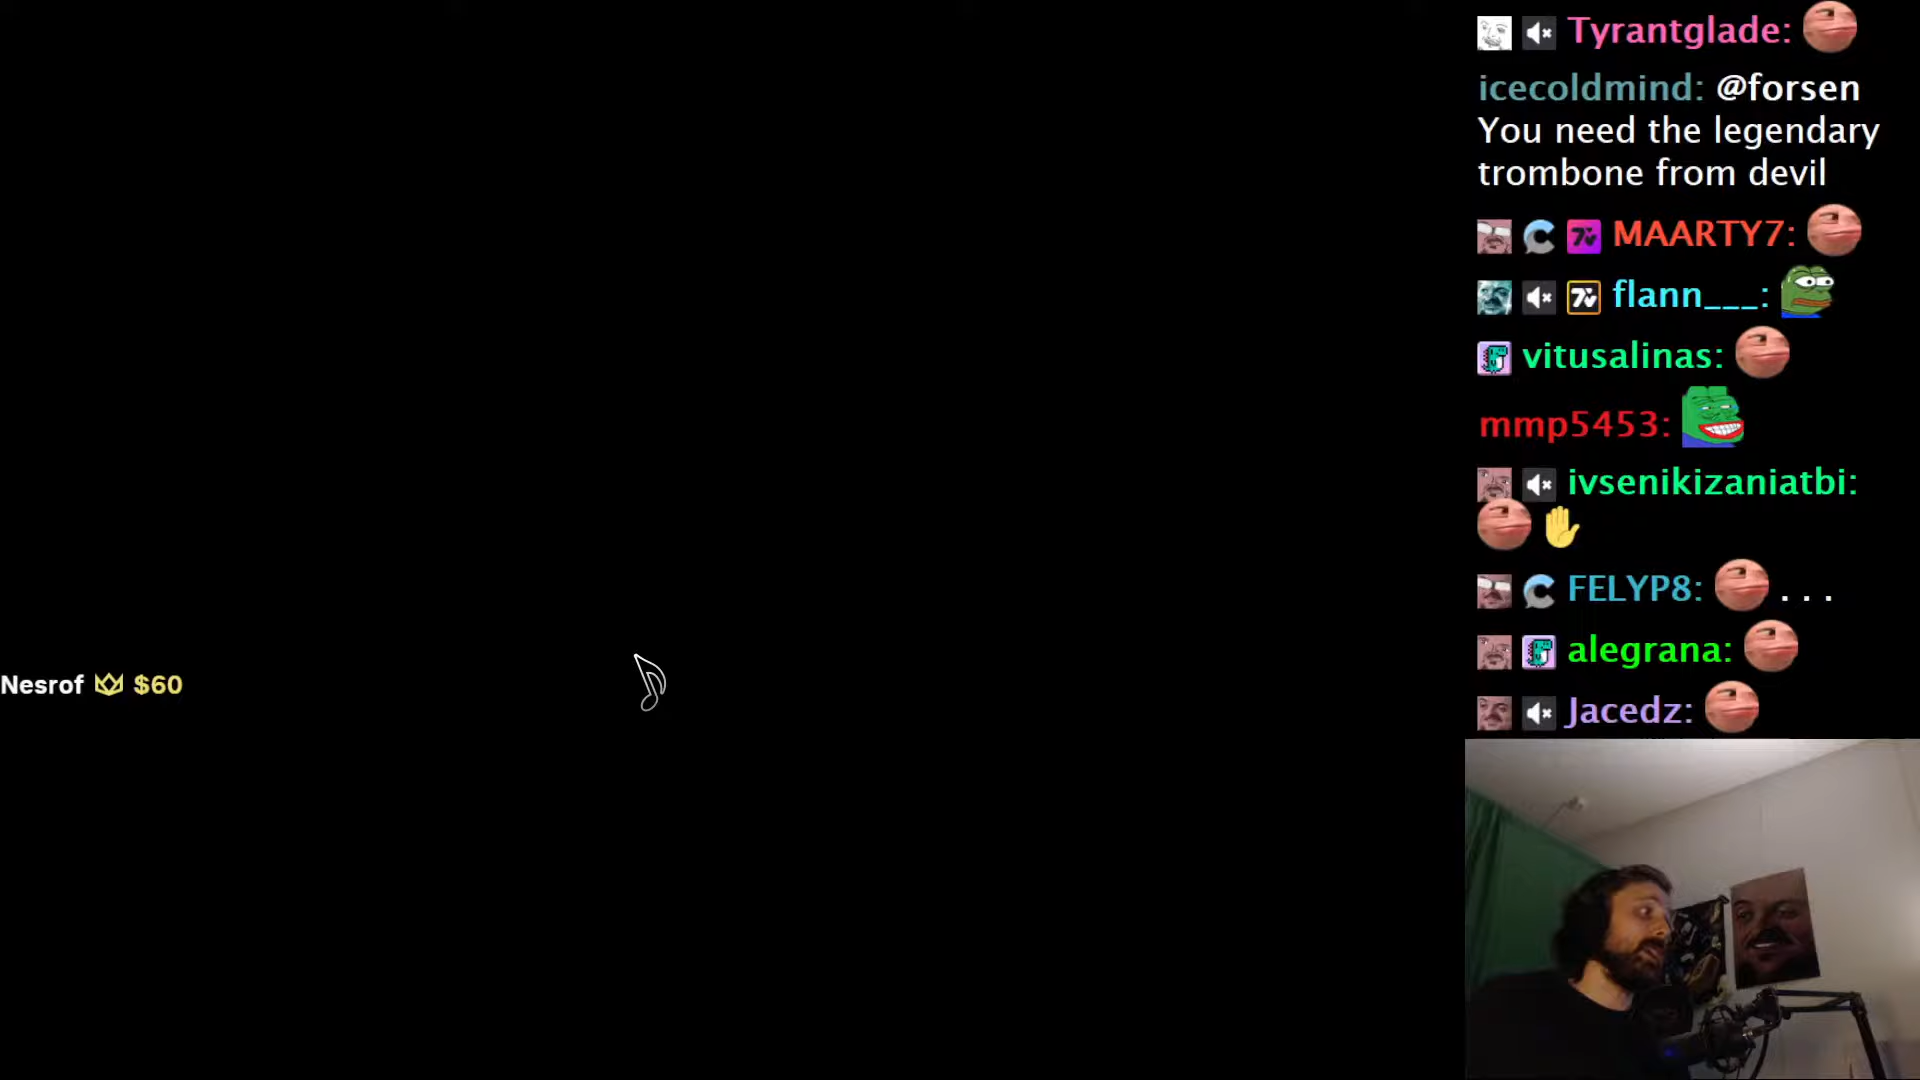 Tyrantglade:
icecoldmind: @forsen
You need the legendary
trombone from devil
MAARTY7:
flann___:
vitusalinas:
mmp5453:
ivsenikizaniatbi:
FELYP8: . . .
alegrana:
Nesrof $60
Jacedz: